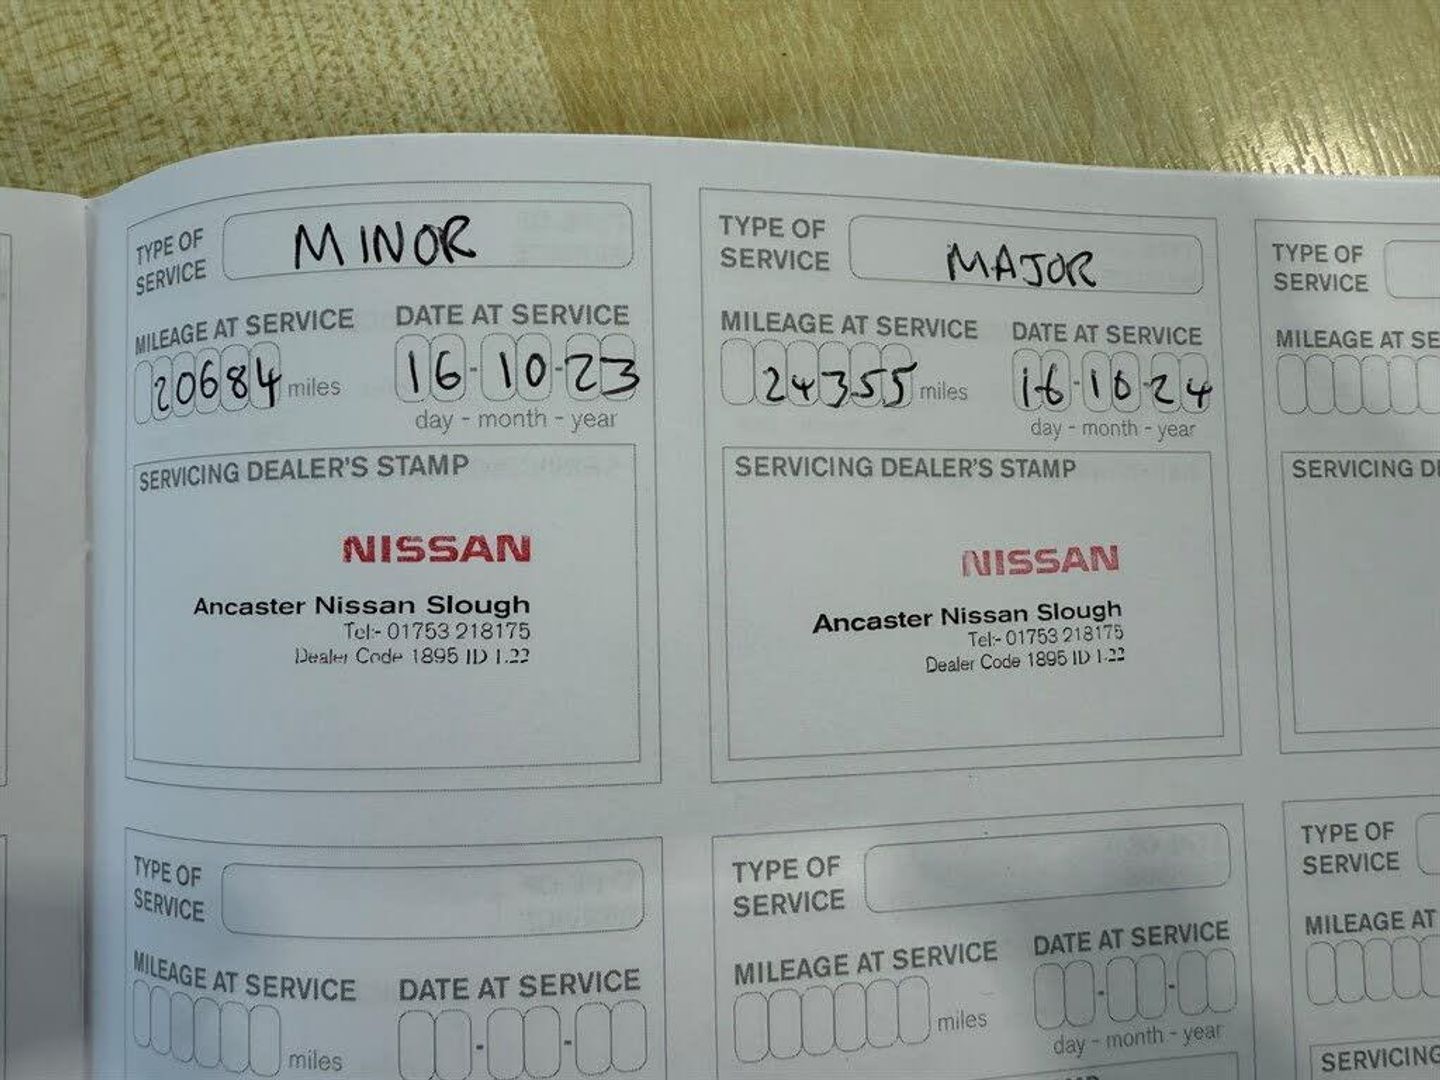 TYPE OF SERVICE MINOR
MILEAGE AT SERVICE DATE AT SERVICE
20684 miles 16-10-23
day - month - year
SERVICING DEALER'S STAMP
NISSAN
Ancaster Nissan Slough
Tel:- 01753 218175
Dealer Code 1895 ID 1.22
TYPE OF SERVICE MAJOR
MILEAGE AT SERVICE DATE AT SERVICE
24355 miles 16-10-24
day - month - year
SERVICING DEALER'S STAMP
NISSAN
Ancaster Nissan Slough
Tel:- 01753 218175
Dealer Code 1895 ID 1.22
TYPE OF
SERVICE
MILEAGE AT SE
SERVICING D
TYPE OF
SERVICE
MILEAGE AT SERVICE DATE AT SERVICE
miles
TYPE OF
SERVICE
MILEAGE AT SERVICE DATE AT SERVICE
miles
day - month - year
TYPE OF
SERVICE
MILEAGE AT
SERVICING